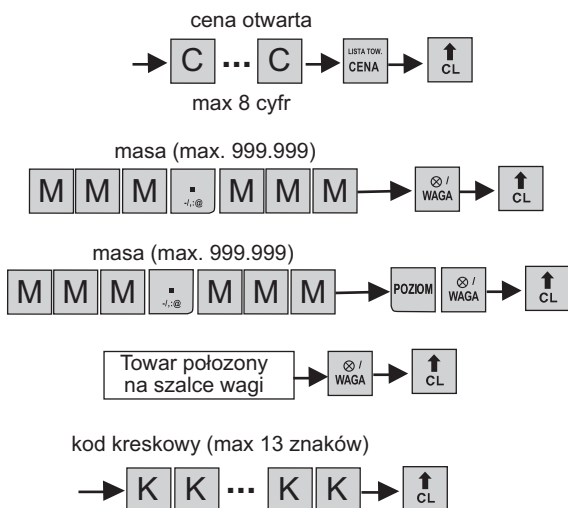 cena otwarta
C ... C LISTA TOW. CENA CL
max 8 cyfr
masa (max. 999.999)
M M M . -/,:@ M M M ⊗ / WAGA CL
masa (max. 999.999)
M M M . -/,:@ M M M POZIOM ⊗ / WAGA CL
Towar połozony
na szalce wagi
⊗ / WAGA CL
kod kreskowy (max 13 znaków)
K K ... K K CL